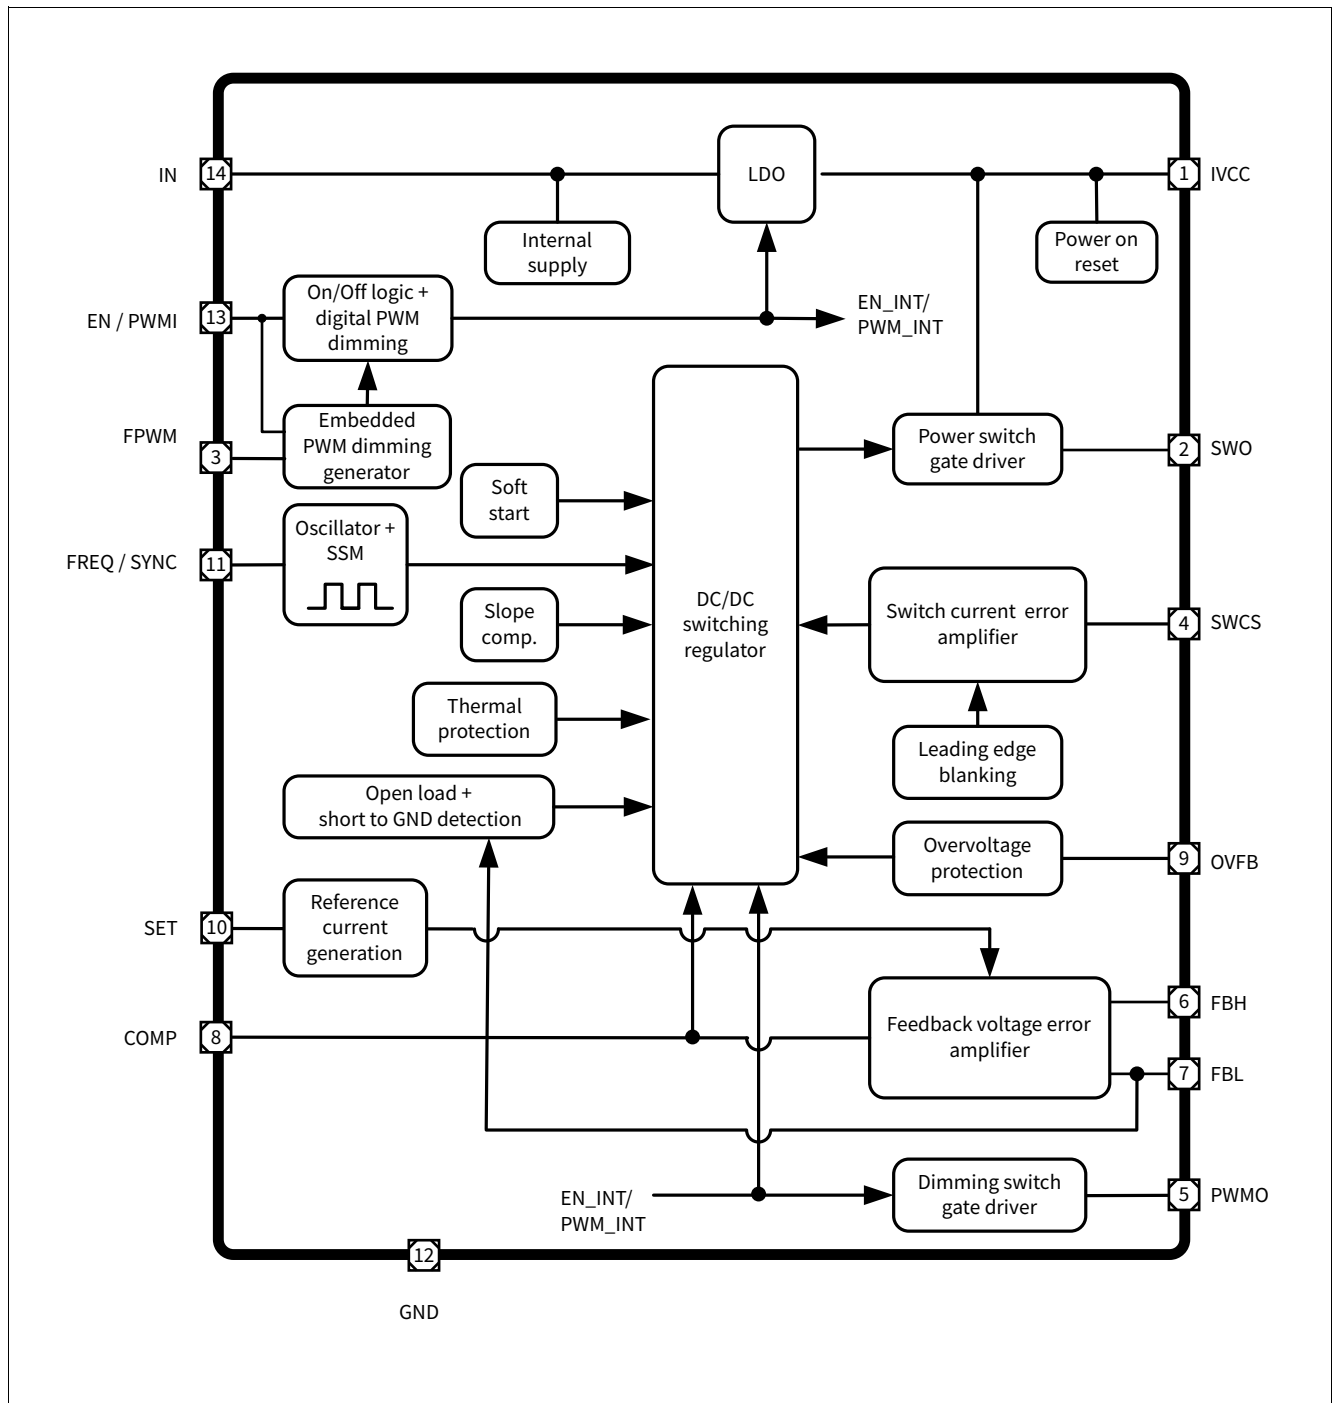 IN
14
LDO
1
IVCC
Internal
supply
Power on
reset
EN / PWMI
13
On/Off logic +
digital PWM
dimming
EN_INT/
PWM_INT
FPWM
3
Embedded
PWM dimming
generator
Power switch
gate driver
2
SWO
Soft
start
FREQ / SYNC
11
Oscillator +
SSM
Slope
comp.
DC/DC
switching
regulator
Switch current error
amplifier
4
SWCS
Thermal
protection
Leading edge
blanking
Open load +
short to GND detection
Overvoltage
protection
9
OVFB
SET
10
Reference
current
generation
6
FBH
COMP
8
Feedback voltage error
amplifier
7
FBL
EN_INT/
PWM_INT
Dimming switch
gate driver
5
PWMO
12
GND